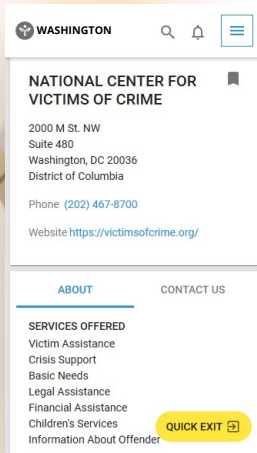 WASHINGTON
NATIONAL CENTER FOR
VICTIMS OF CRIME
2000 M St. NW
Suite 480
Washington, DC 20036
District of Columbia
Phone (202) 467-8700
Website https://victimsofcrime.org/
ABOUT CONTACT US
SERVICES OFFERED
Victim Assistance
Crisis Support
Basic Needs
Legal Assistance
Financial Assistance
Children's Services
Information About Offender
QUICK EXIT